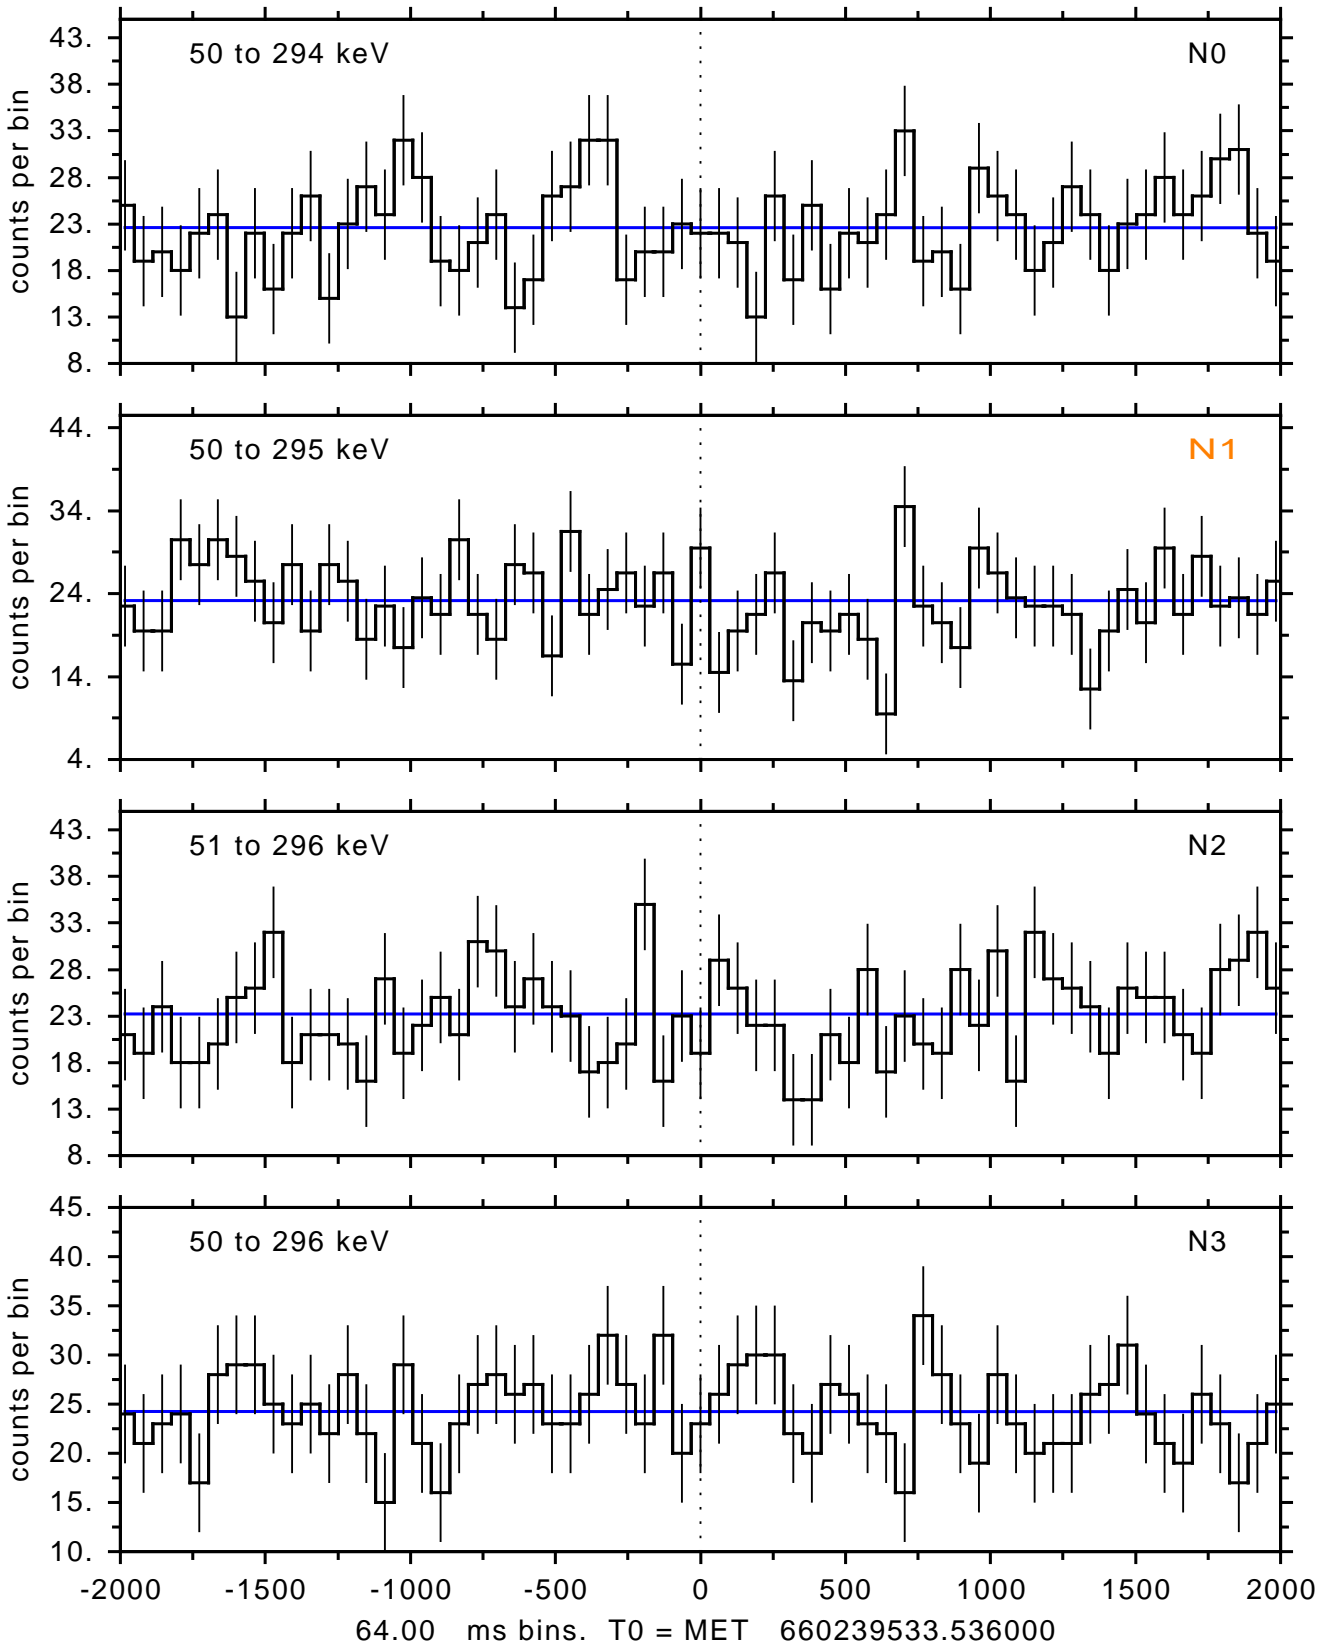 43.
38.
33.
28.
23.
18.
13.
8.
counts per bin
50 to 294 keV
N0
44.
34.
24.
14.
4.
counts per bin
50 to 295 keV
N1
43.
38.
33.
28.
23.
18.
13.
8.
counts per bin
51 to 296 keV
N2
45.
40.
35.
30.
25.
20.
15.
10.
counts per bin
50 to 296 keV
N3
-2000 -1500 -1000 -500 0 500 1000 1500 2000
64.00 ms bins. T0 = MET 660239533.536000